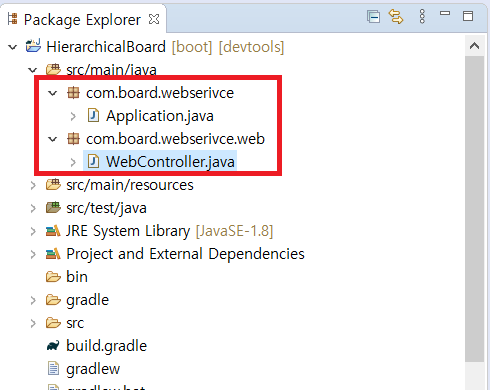 Package Explorer
HierarchicalBoard [boot] [devtools]
src/main/java
com.board.webserivce
Application.java
com.board.webserivce.web
WebController.java
src/main/resources
src/test/java
JRE System Library [JavaSE-1.8]
Project and External Dependencies
bin
gradle
src
build.gradle
gradlew